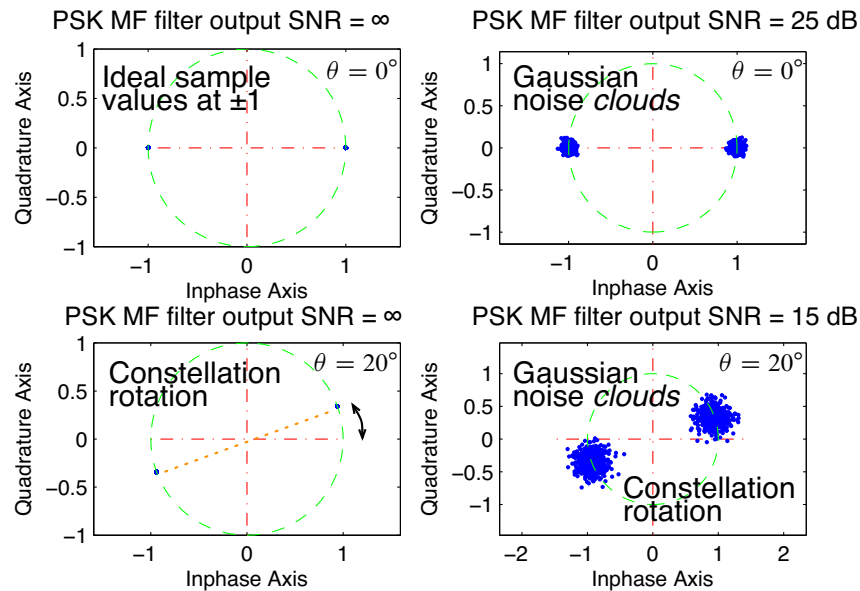 PSK MF filter output SNR = ∞
Quadrature Axis
1
0.5
0
−0.5
−1
Ideal sample
values at ±1
θ = 0°
−1 0 1
Inphase Axis
PSK MF filter output SNR = 25 dB
Quadrature Axis
1
0.5
0
−0.5
−1
Gaussian
noise clouds
θ = 0°
−1 0 1
Inphase Axis
PSK MF filter output SNR = ∞
Quadrature Axis
1
0.5
0
−0.5
−1
Constellation
rotation
θ = 20°
−1 0 1
Inphase Axis
PSK MF filter output SNR = 15 dB
Quadrature Axis
1
0.5
0
−0.5
−1
Gaussian
noise clouds
θ = 20°
Constellation
rotation
−2 −1 0 1 2
Inphase Axis